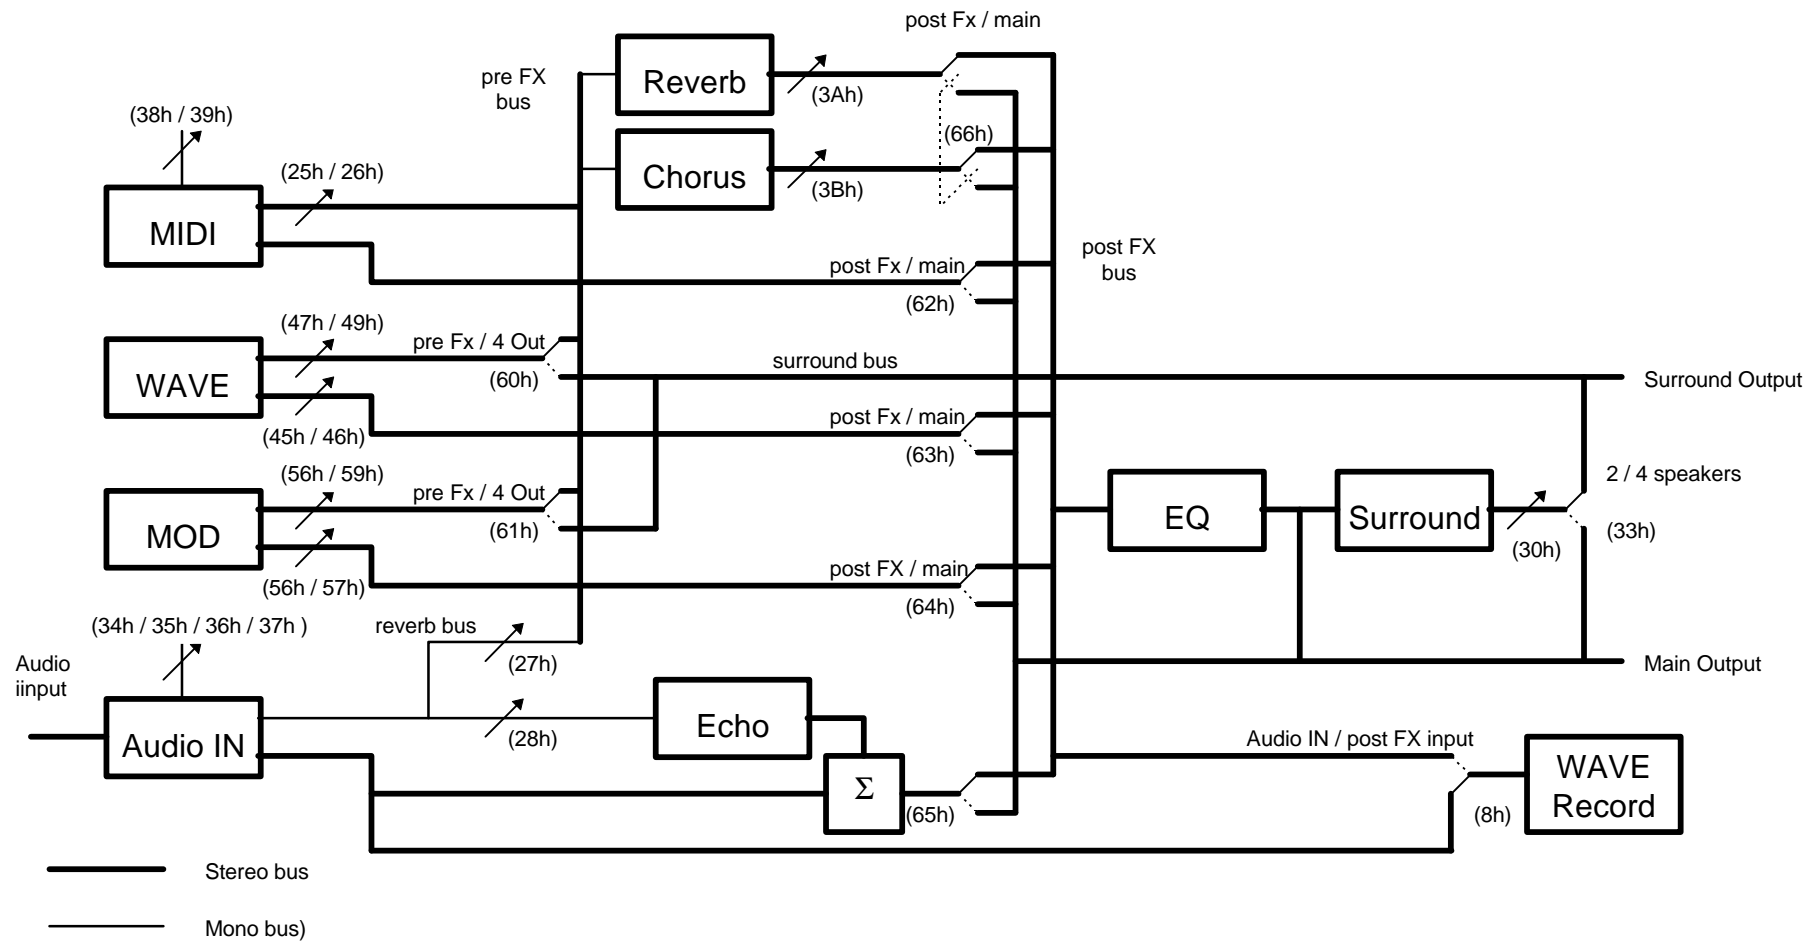 post Fx / main
pre FX
bus
Reverb
(3Ah)
(38h / 39h)
(66h)
(25h / 26h)
Chorus
(3Bh)
MIDI
post FX
bus
post Fx / main
(62h)
(47h / 49h)
pre Fx / 4 Out
surround bus
WAVE
(60h)
Surround Output
(45h / 46h)
post Fx / main
(63h)
(56h / 59h)
pre Fx / 4 Out
2 / 4 speakers
MOD
(61h)
EQ
Surround
(30h)
(33h)
(56h / 57h)
post FX / main
(64h)
(34h / 35h / 36h / 37h )
reverb bus
(27h)
Audio
iinput
Main Output
Audio IN
(28h)
Echo
Audio IN / post FX input
Σ
(65h)
(8h)
WAVE
Record
Stereo bus
Mono bus)